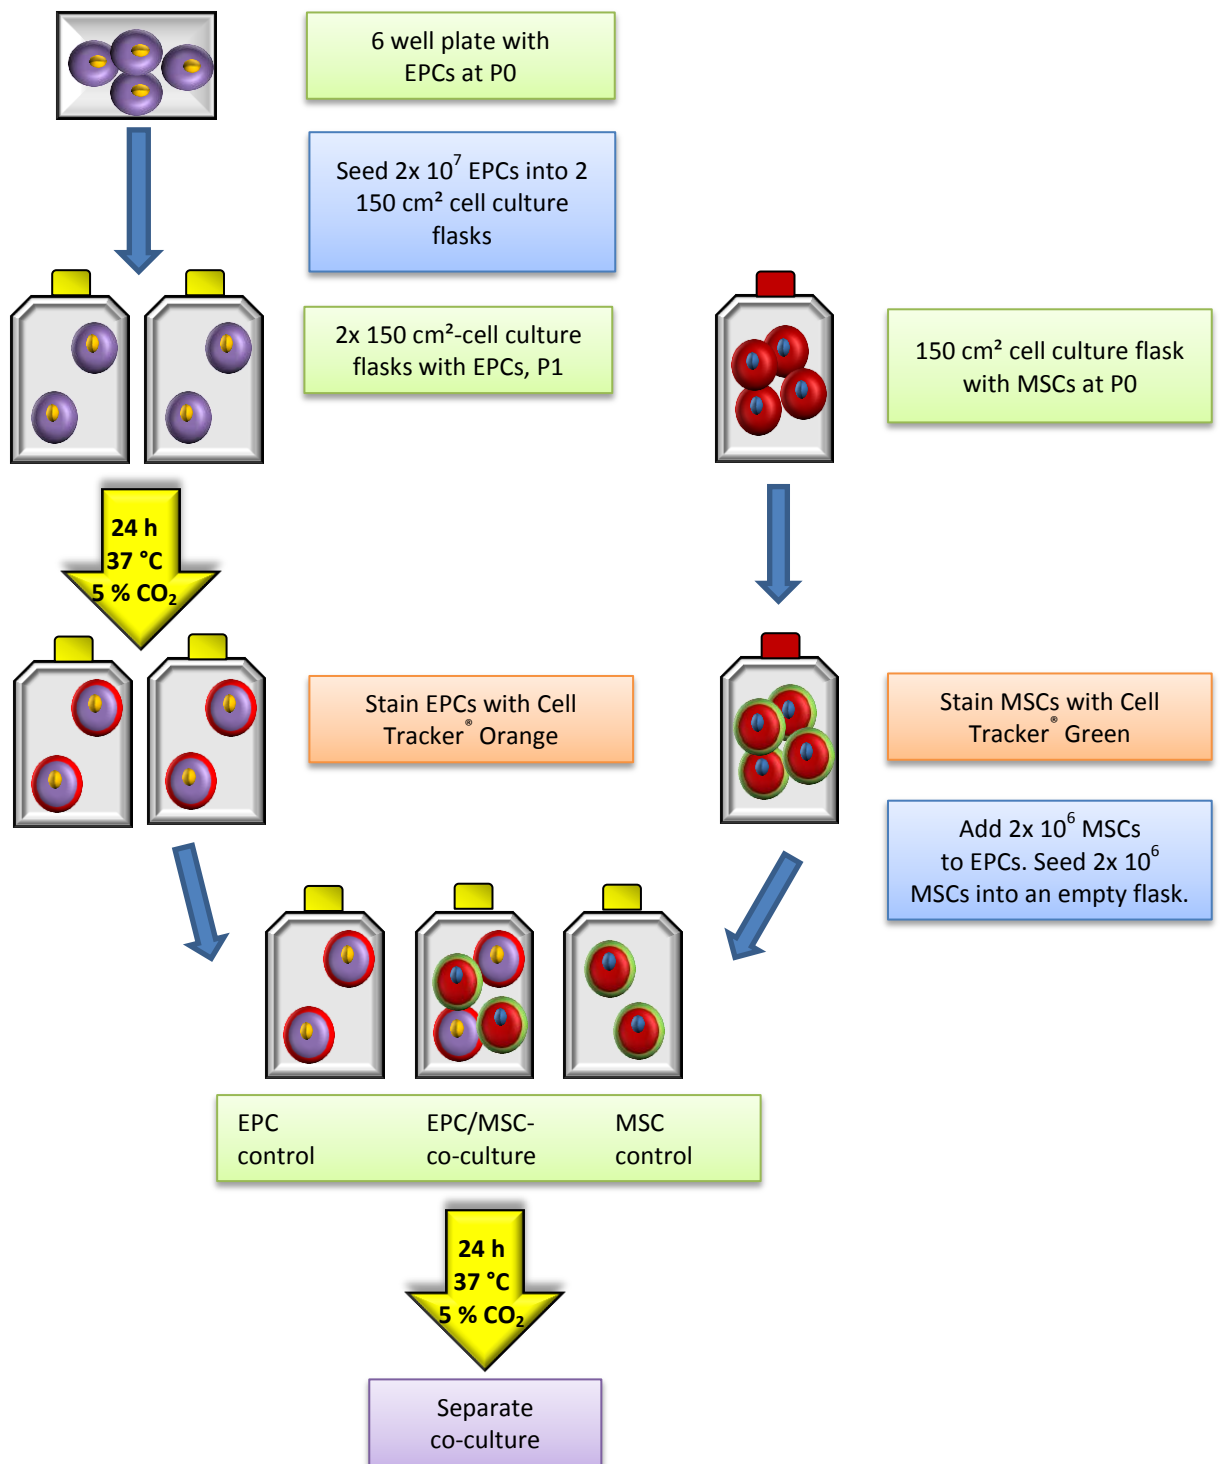 6 well plate with
EPCs at P0
Seed 2x 10⁷ EPCs into 2
150 cm² cell culture
flasks
2x 150 cm²-cell culture
flasks with EPCs, P1
150 cm² cell culture flask
with MSCs at P0
24 h
37 °C
5 % CO₂
Stain EPCs with Cell
Tracker® Orange
Stain MSCs with Cell
Tracker® Green
Add 2x 10⁶ MSCs
to EPCs. Seed 2x 10⁶
MSCs into an empty flask.
EPC
control
EPC/MSC-
co-culture
MSC
control
24 h
37 °C
5 % CO₂
Separate
co-culture